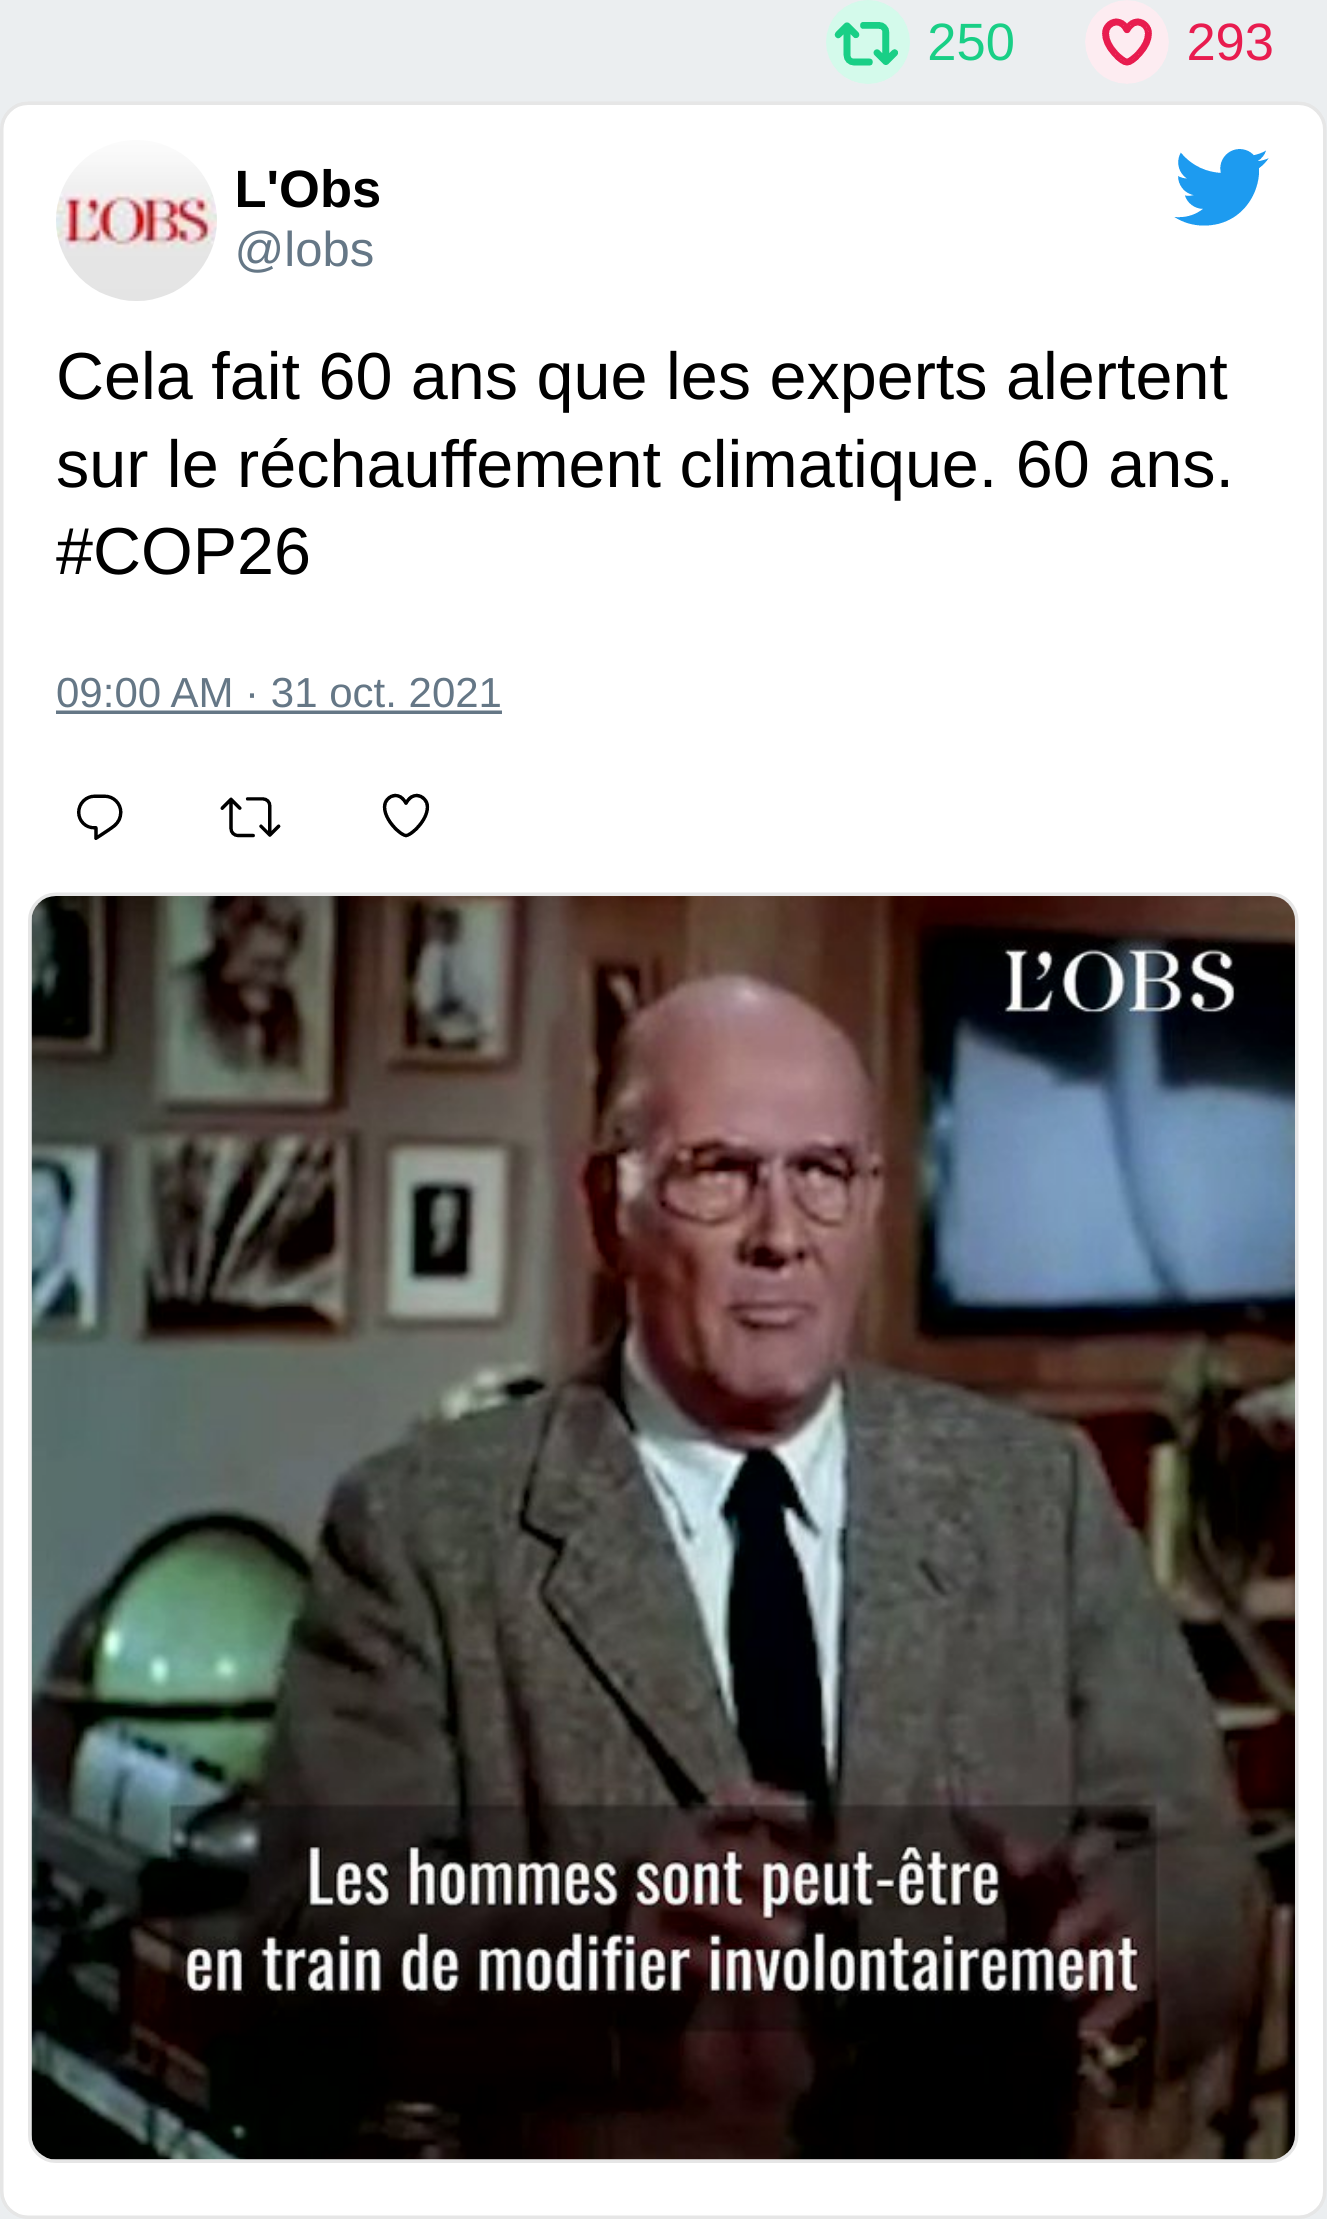 250 293
L'OBS
L'Obs
@lobs
Cela fait 60 ans que les experts alertent
sur le réchauffement climatique. 60 ans.
#COP26
09:00 AM · 31 oct. 2021
L'OBS
Les hommes sont peut-être
en train de modifier involontairement